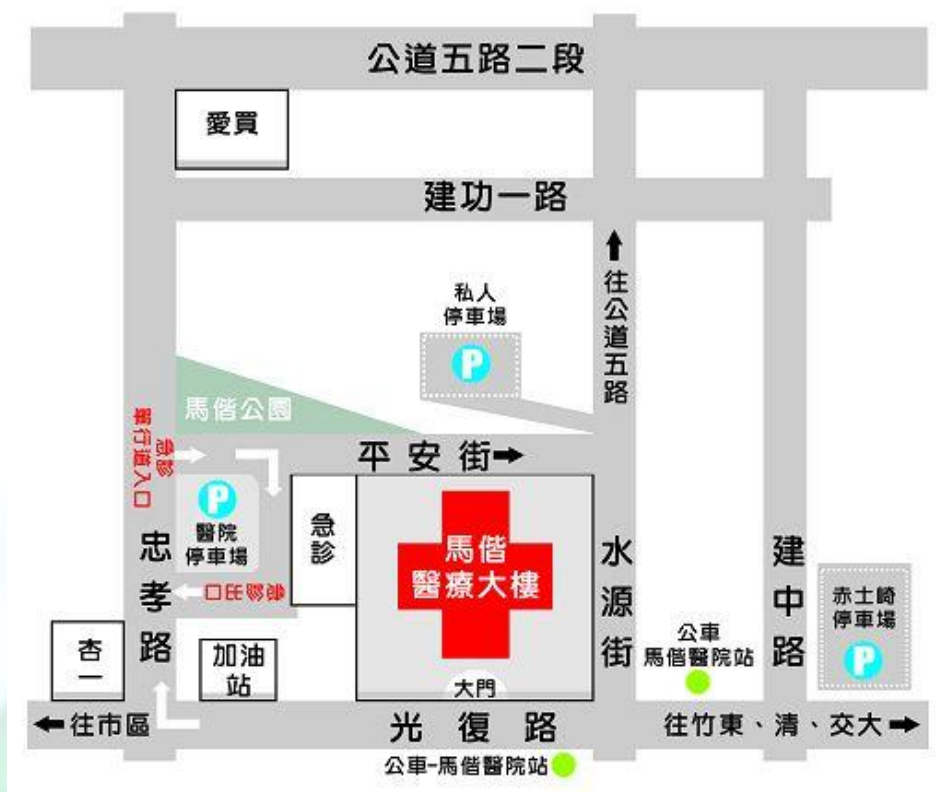 公道五路二段
愛買
建功一路
往公道五路
私人
停車場
P
馬偕公園
急診
單行道入口
平安街
P
醫院
停車場
急診
馬偕
醫療大樓
急診出口
忠孝路
水源街
建中路
赤土崎
停車場
P
公車
馬偕醫院站
杏一
加油
站
大門
往市區
光復路
往竹東、清、交大
公車-馬偕醫院站